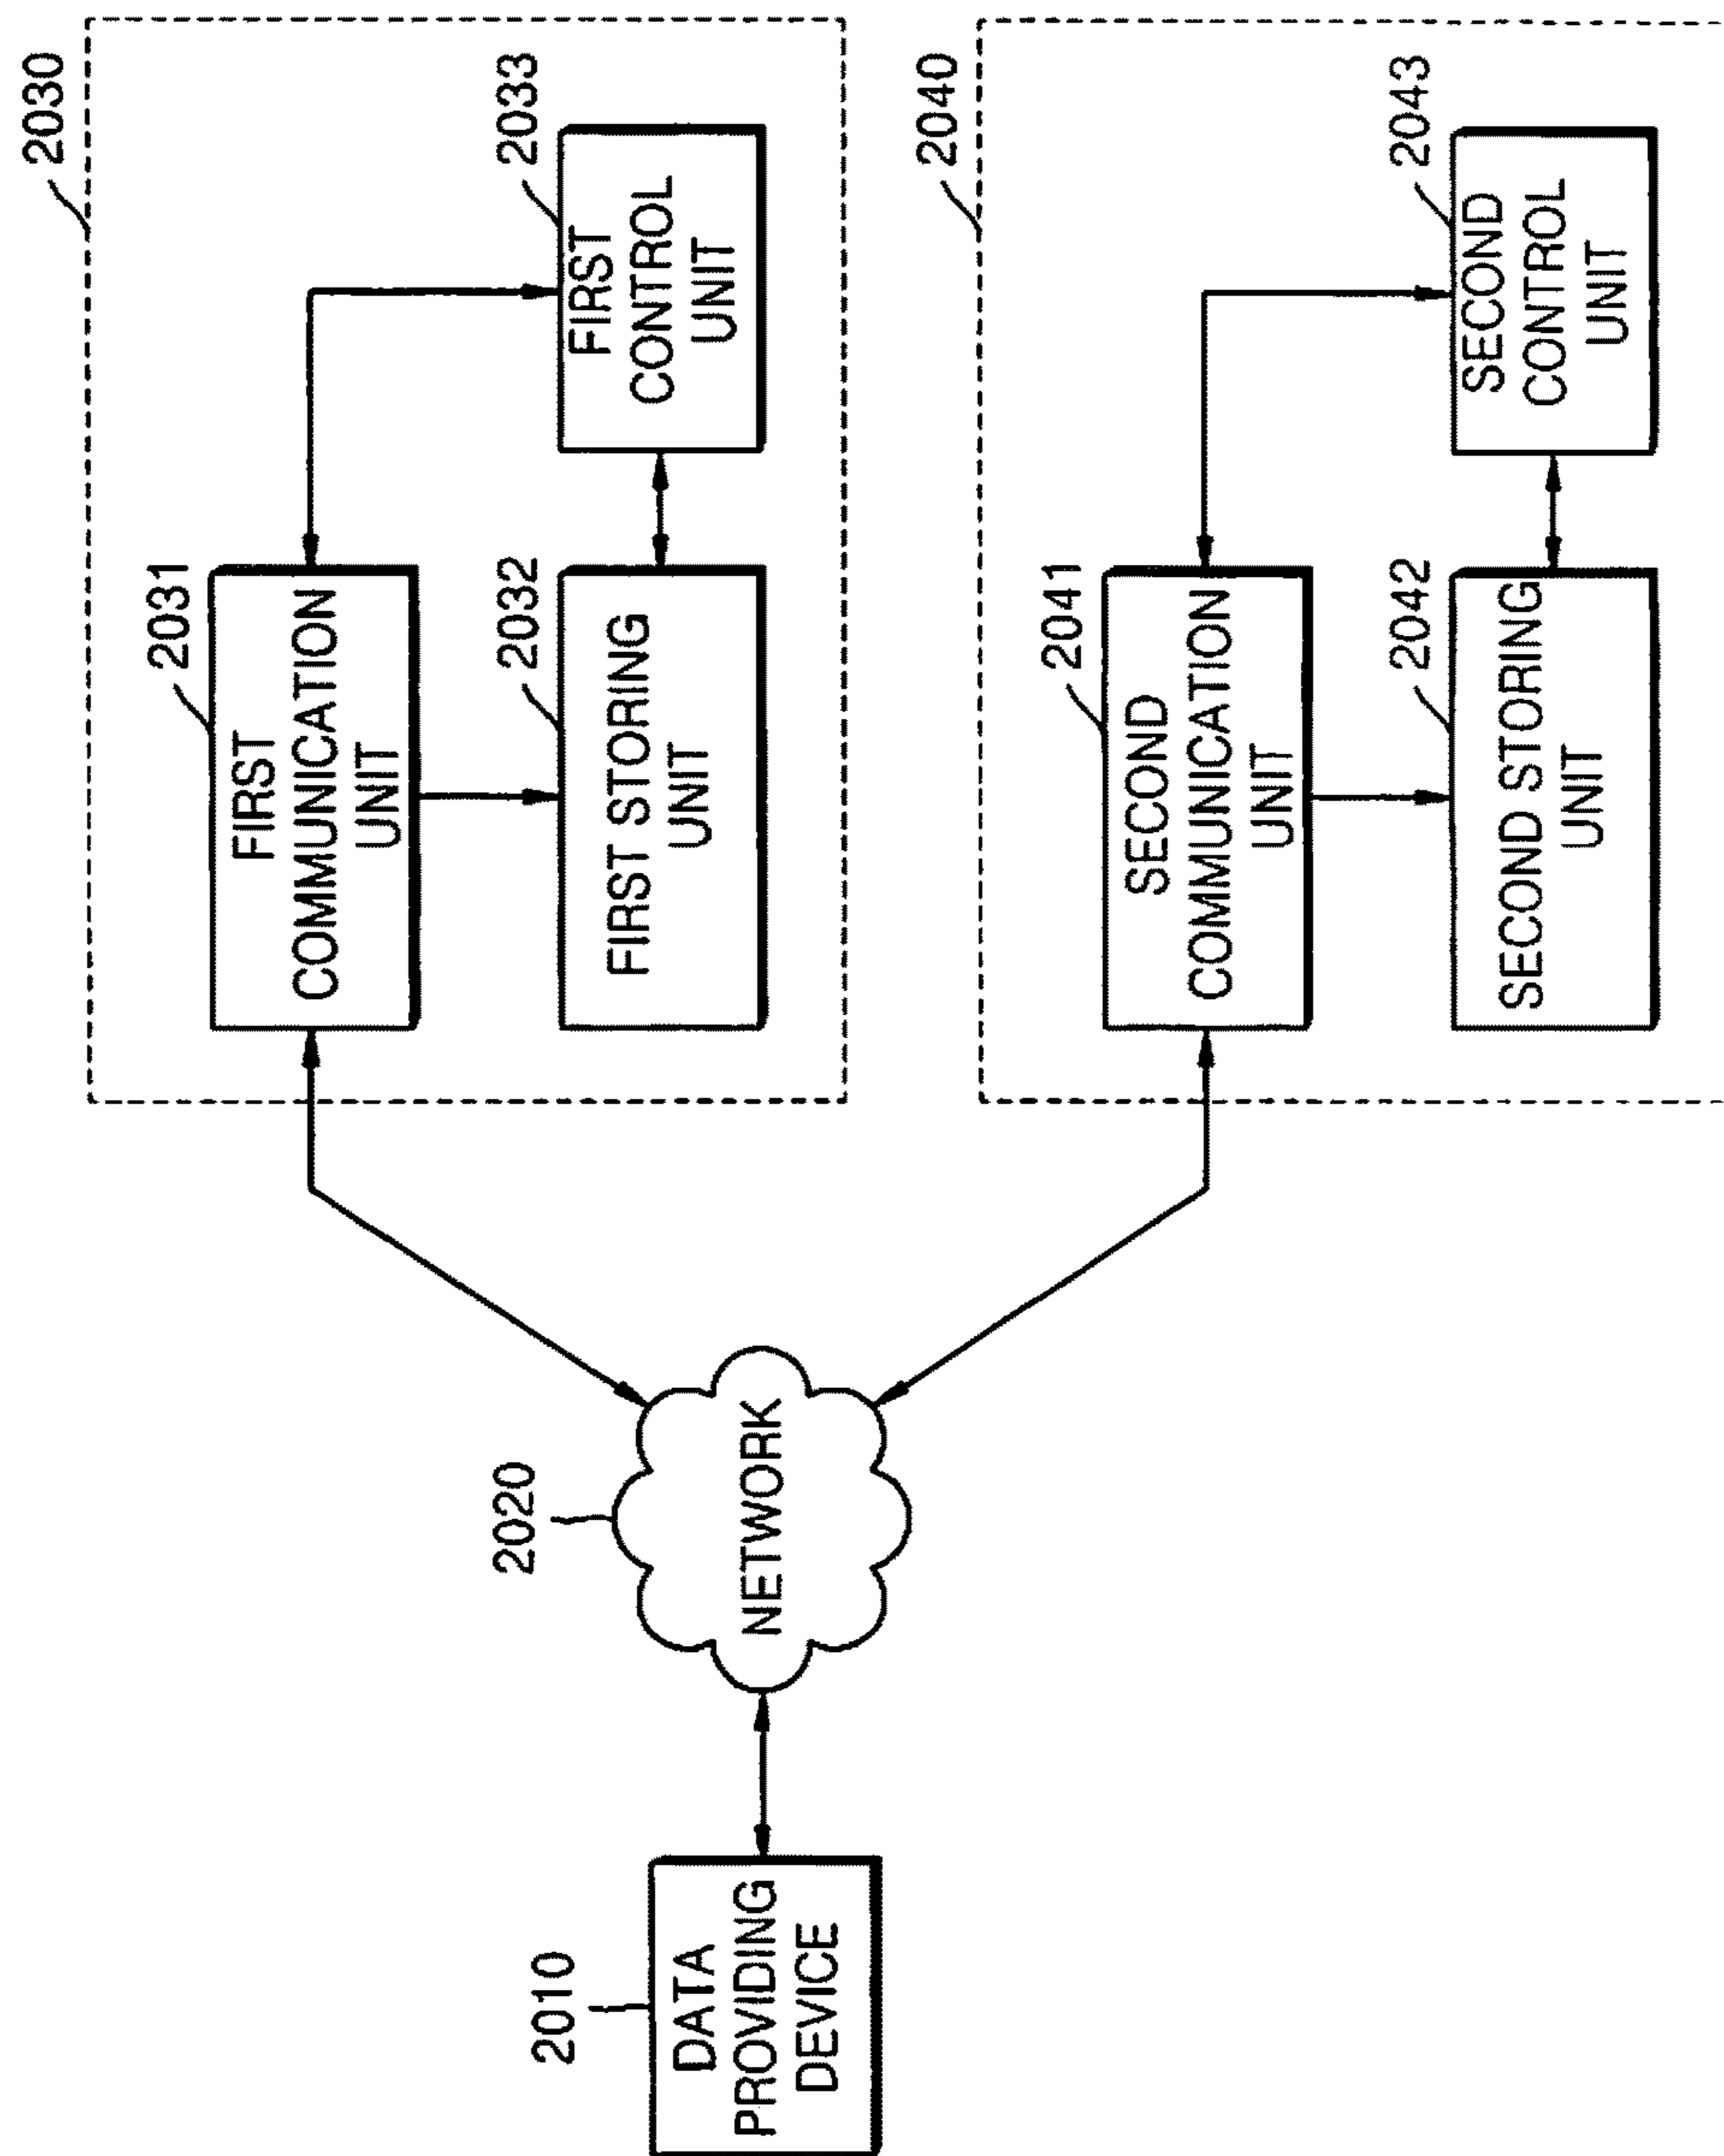 2010
DATA
PROVIDING
DEVICE
2020
NETWORK
2030
2031
FIRST
COMMUNICATION
UNIT
2032
FIRST STORING
UNIT
2033
FIRST
CONTROL
UNIT
2040
2041
SECOND
COMMUNICATION
UNIT
2042
SECOND STORING
UNIT
2043
SECOND
CONTROL
UNIT